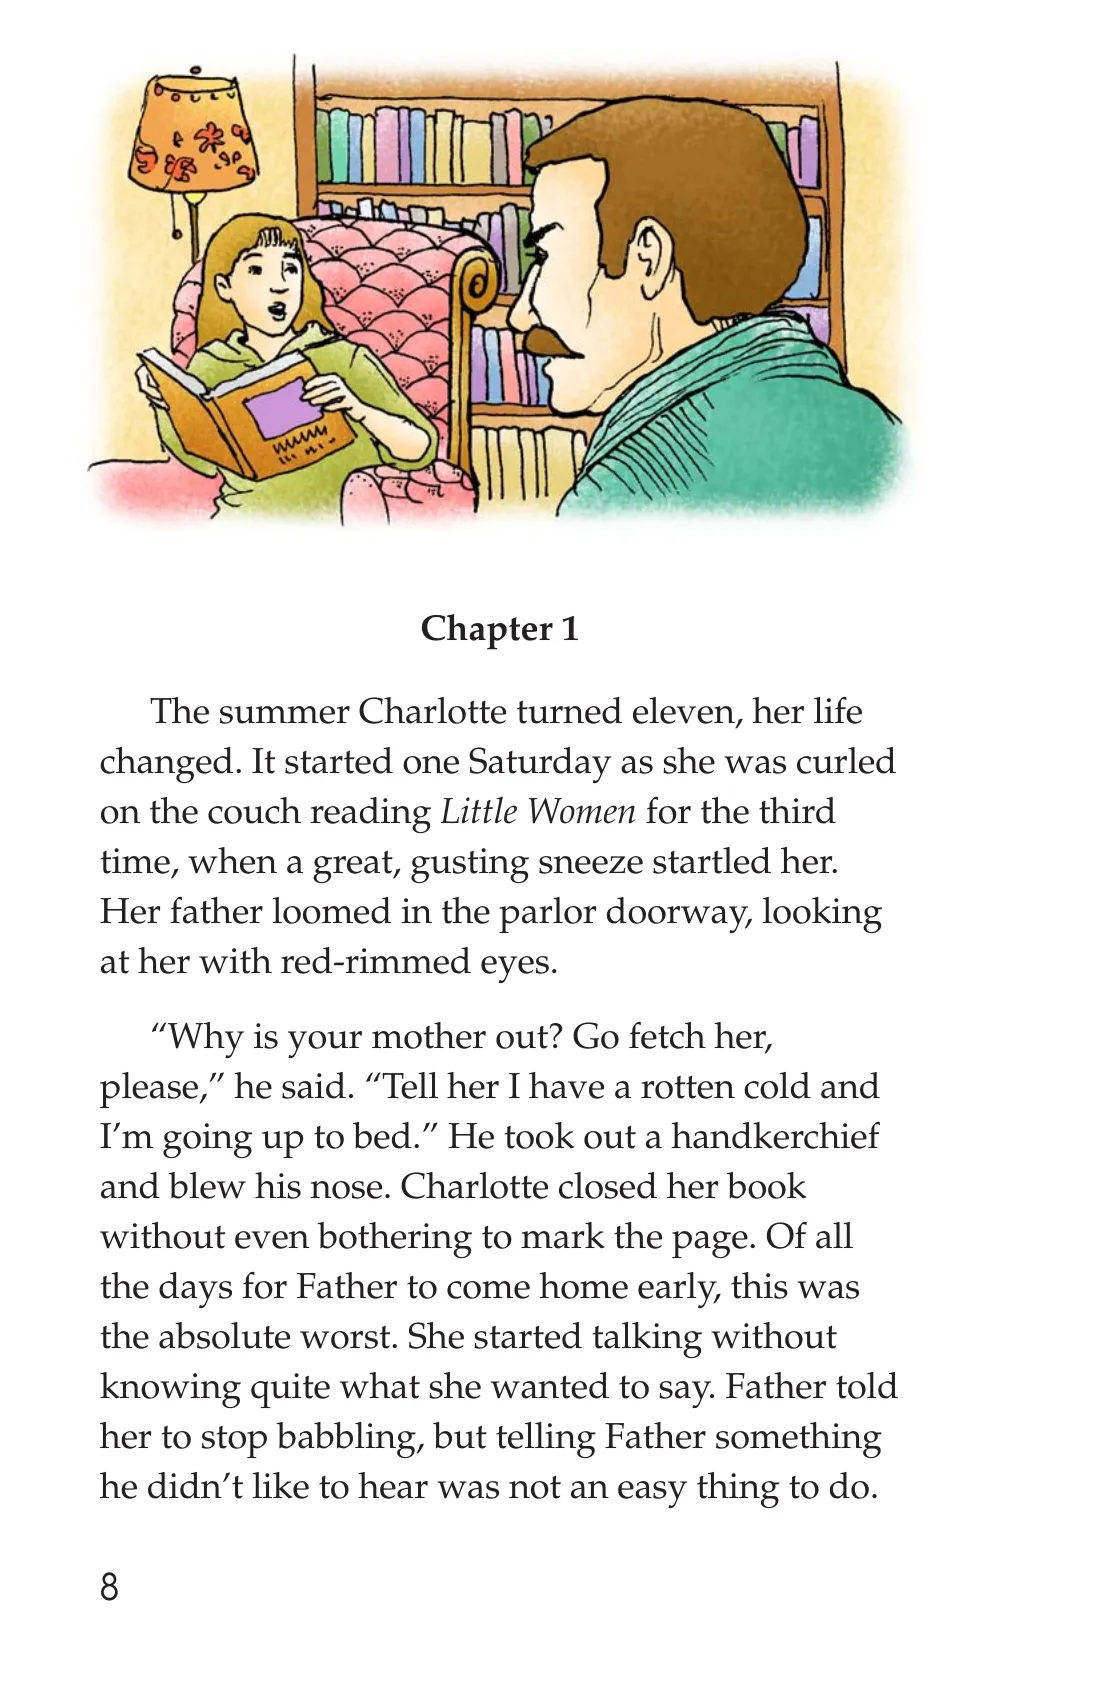 Chapter 1
The summer Charlotte turned eleven, her life
changed. It started one Saturday as she was curled
on the couch reading Little Women for the third
time, when a great, gusting sneeze startled her.
Her father loomed in the parlor doorway, looking
at her with red-rimmed eyes.
“Why is your mother out? Go fetch her,
please,” he said. “Tell her I have a rotten cold and
I’m going up to bed.” He took out a handkerchief
and blew his nose. Charlotte closed her book
without even bothering to mark the page. Of all
the days for Father to come home early, this was
the absolute worst. She started talking without
knowing quite what she wanted to say. Father told
her to stop babbling, but telling Father something
he didn’t like to hear was not an easy thing to do.
8